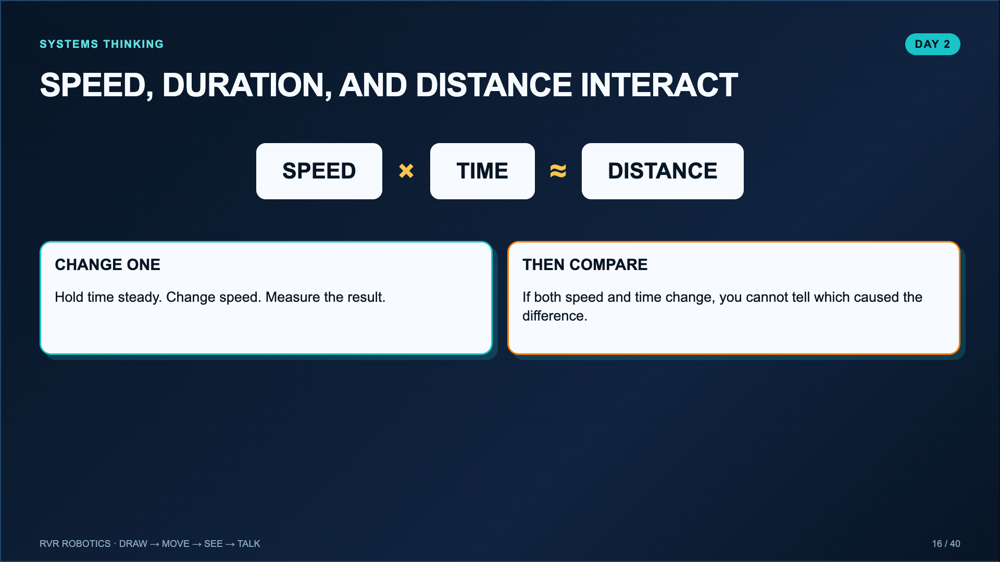 SYSTEMS THINKING
DAY 2
SPEED, DURATION, AND DISTANCE INTERACT
SPEED × TIME ≈ DISTANCE
CHANGE ONE
Hold time steady. Change speed. Measure the result.
THEN COMPARE
If both speed and time change, you cannot tell which caused the
difference.
RVR ROBOTICS · DRAW → MOVE → SEE → TALK
16 / 40